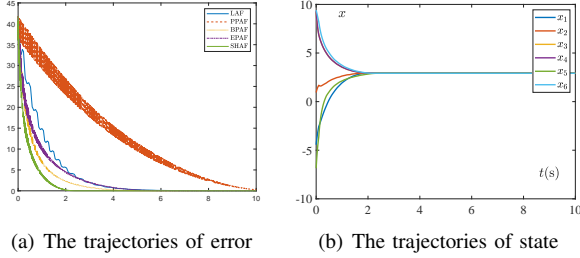 45
40
35
30
25
20
15
10
5
0
0 2 4 6 8 10
LAF
PPAF
BPAF
EPAF
SHAF
10
5
0
-5
-10
0 2 4 6 8 10
x
t(s)
x₁
x₂
x₃
x₄
x₅
x₆
(a) The trajectories of error
(b) The trajectories of state